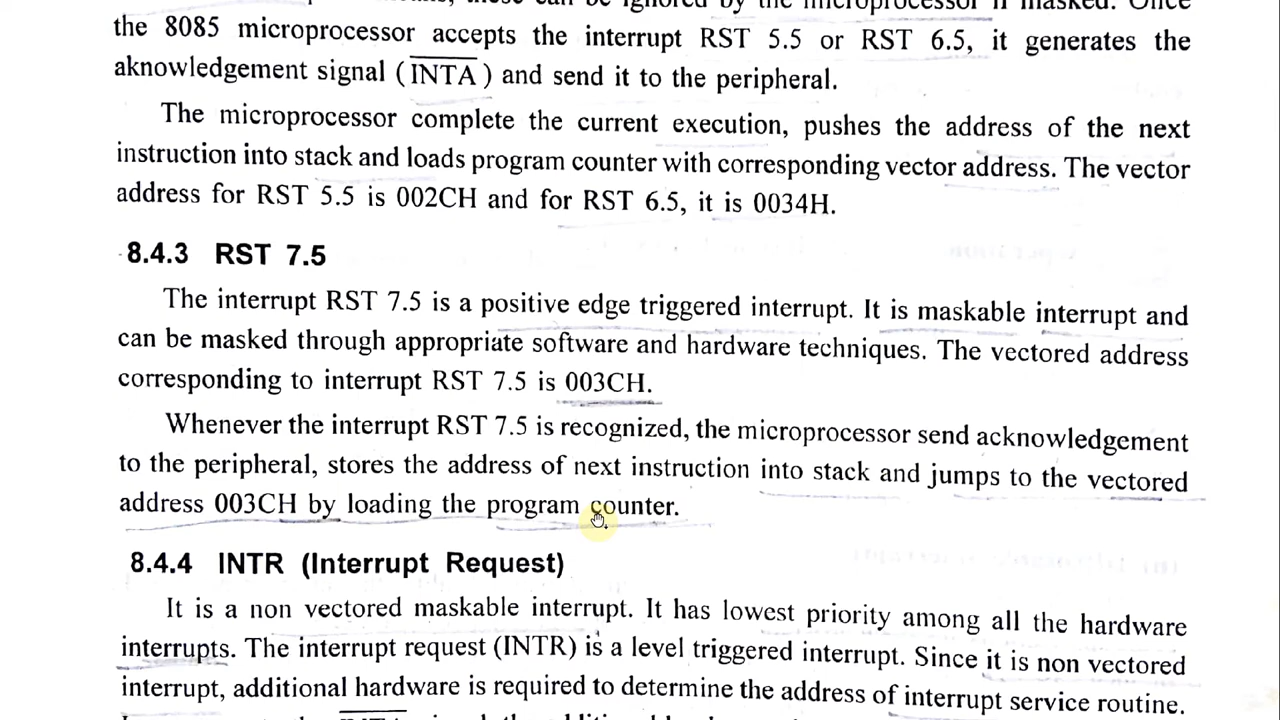 the 8085 microprocessor accepts the interrupt RST 5.5 or RST 6.5, it generates the
aknowledgement signal (INTA) and send it to the peripheral.
The microprocessor complete the current execution, pushes the address of the next
instruction into stack and loads program counter with corresponding vector address. The vector
address for RST 5.5 is 002CH and for RST 6.5, it is 0034H.
8.4.3 RST 7.5
The interrupt RST 7.5 is a positive edge triggered interrupt. It is maskable interrupt and
can be masked through appropriate software and hardware techniques. The vectored address
corresponding to interrupt RST 7.5 is 003CH.
Whenever the interrupt RST 7.5 is recognized, the microprocessor send acknowledgement
to the peripheral, stores the address of next instruction into stack and jumps to the vectored
address 003CH by loading the program counter.
8.4.4 INTR (Interrupt Request)
It is a non vectored maskable interrupt. It has lowest priority among all the hardware
interrupts. The interrupt request (INTR) is a level triggered interrupt. Since it is non vectored
interrupt, additional hardware is required to determine the address of interrupt service routine.